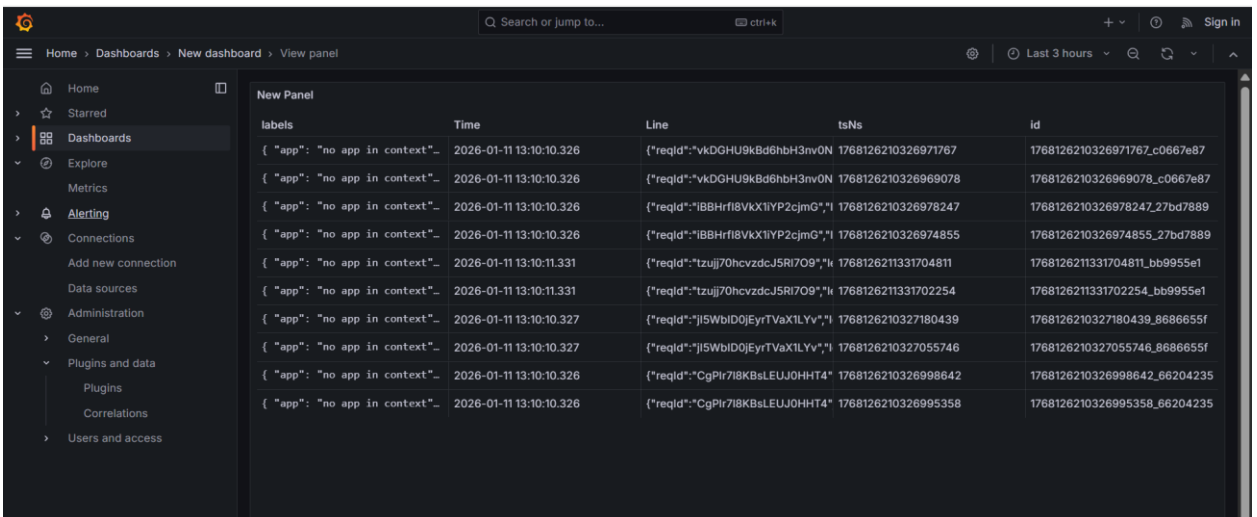 Search or jump to... ctrl+k Sign in
Home > Dashboards > New dashboard > View panel Last 3 hours
Home
Starred
Dashboards
Explore
Metrics
Alerting
Connections
Add new connection
Data sources
Administration
General
Plugins and data
Plugins
Correlations
Users and access
New Panel
labels Time Line tsNs id
{ "app": "no app in context"… 2026-01-11 13:10:10.326 {"reqId":"vkDGHU9kBd6hbH3nv0N 1768126210326971767 1768126210326971767_c0667e87
{ "app": "no app in context"… 2026-01-11 13:10:10.326 {"reqId":"vkDGHU9kBd6hbH3nv0N 1768126210326969078 1768126210326969078_c0667e87
{ "app": "no app in context"… 2026-01-11 13:10:10.326 {"reqId":"iBBHrfI8VkX1iYP2cjmG"," 1768126210326978247 1768126210326978247_27bd7889
{ "app": "no app in context"… 2026-01-11 13:10:10.326 {"reqId":"iBBHrfI8VkX1iYP2cjmG"," 1768126210326974855 1768126210326974855_27bd7889
{ "app": "no app in context"… 2026-01-11 13:10:11.331 {"reqId":"tzujj70hcvzdcJ5RI7O9","le 1768126211331704811 1768126211331704811_bb9955e1
{ "app": "no app in context"… 2026-01-11 13:10:11.331 {"reqId":"tzujj70hcvzdcJ5RI7O9","le 1768126211331702254 1768126211331702254_bb9955e1
{ "app": "no app in context"… 2026-01-11 13:10:10.327 {"reqId":"jI5WbID0jEyrTVaX1LYv"," 1768126210327180439 1768126210327180439_8686655f
{ "app": "no app in context"… 2026-01-11 13:10:10.327 {"reqId":"jI5WbID0jEyrTVaX1LYv"," 1768126210327055746 1768126210327055746_8686655f
{ "app": "no app in context"… 2026-01-11 13:10:10.326 {"reqId":"CgPIr7I8KBsLEUJ0HHT4" 1768126210326998642 1768126210326998642_66204235
{ "app": "no app in context"… 2026-01-11 13:10:10.326 {"reqId":"CgPIr7I8KBsLEUJ0HHT4" 1768126210326995358 1768126210326995358_66204235